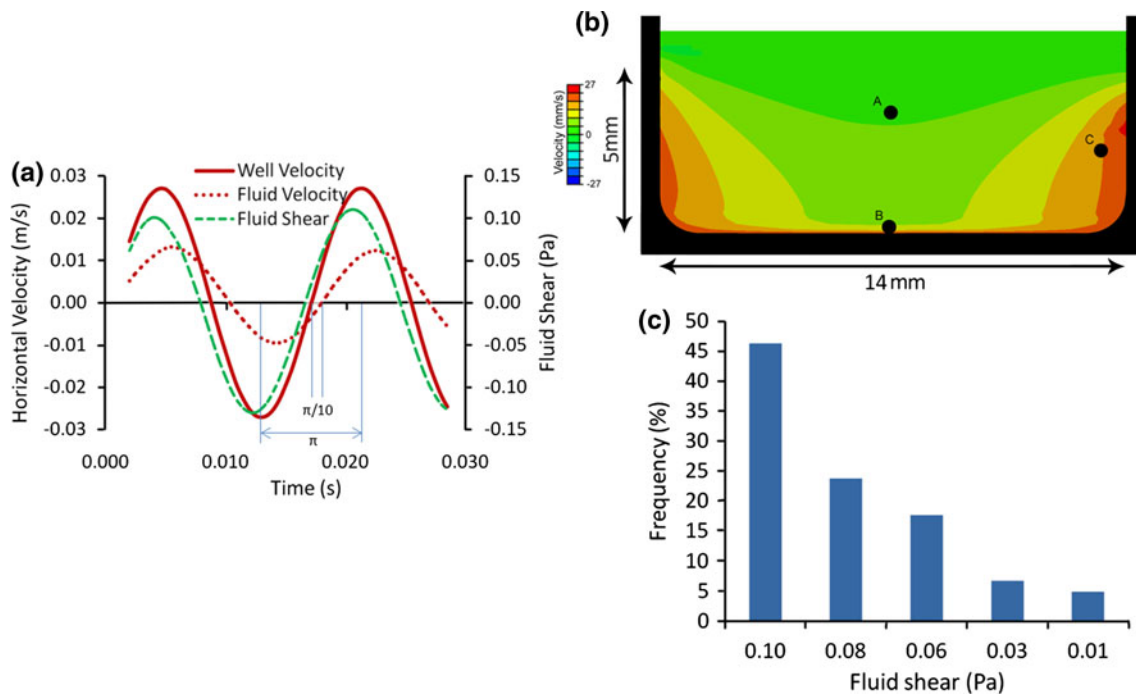 (a)
Well Velocity
Fluid Velocity
Fluid Shear
Horizontal Velocity (m/s)
0.03
0.02
0.01
0.00
-0.01
-0.02
-0.03
0.15
0.10
0.05
0.00
-0.05
-0.10
-0.15
Fluid Shear (Pa)
π/10
π
0.000
0.010
0.020
0.030
Time (s)
(b)
Velocity (mm/s)
27
0
-27
5mm
A
B
C
14mm
(c)
Frequency (%)
50
45
40
35
30
25
20
15
10
5
0
0.10
0.08
0.06
0.03
0.01
Fluid shear (Pa)